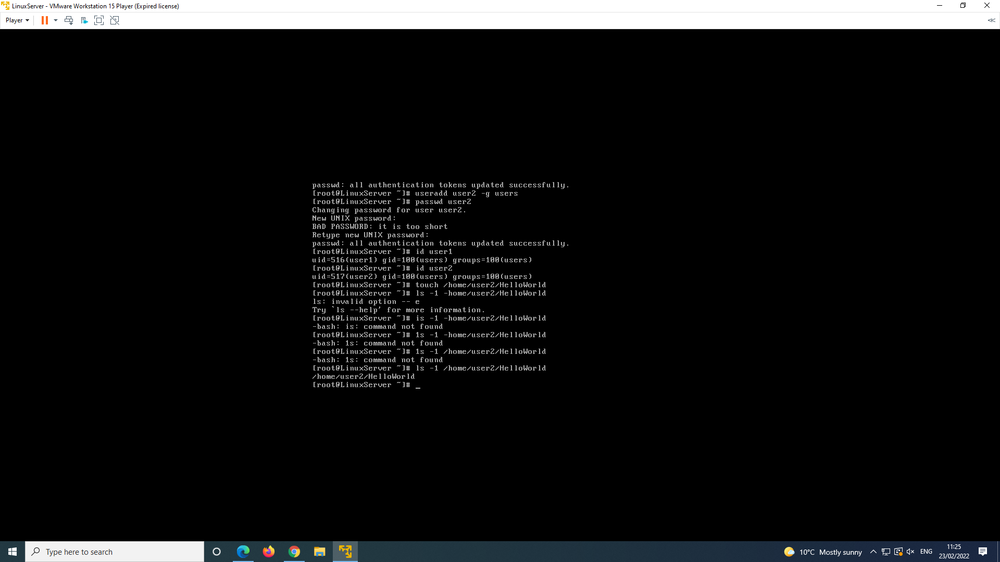 LinuxServer - VMware Workstation 15 Player (Expired license)
Player
passwd: all authentication tokens updated successfully.
[root@LinuxServer ~]# useradd user2 -g users
[root@LinuxServer ~]# passwd user2
Changing password for user user2.
New UNIX password:
BAD PASSWORD: it is too short
Retype new UNIX password:
passwd: all authentication tokens updated successfully.
[root@LinuxServer ~]# id user1
uid=516(user1) gid=100(users) groups=100(users)
[root@LinuxServer ~]# id user2
uid=517(user2) gid=100(users) groups=100(users)
[root@LinuxServer ~]# touch /home/user2/HelloWorld
[root@LinuxServer ~]# ls -1 -home/user2/HelloWorld
ls: invalid option -- e
Try `ls --help' for more information.
[root@LinuxServer ~]# is -1 -home/user2/HelloWorld
-bash: is: command not found
[root@LinuxServer ~]# 1s -1 -home/user2/HelloWorld
-bash: 1s: command not found
[root@LinuxServer ~]# 1s -1 /home/user2/HelloWorld
-bash: 1s: command not found
[root@LinuxServer ~]# ls -1 /home/user2/HelloWorld
/home/user2/HelloWorld
[root@LinuxServer ~]# _
Type here to search
10°C Mostly sunny
ENG
11:25
23/02/2022